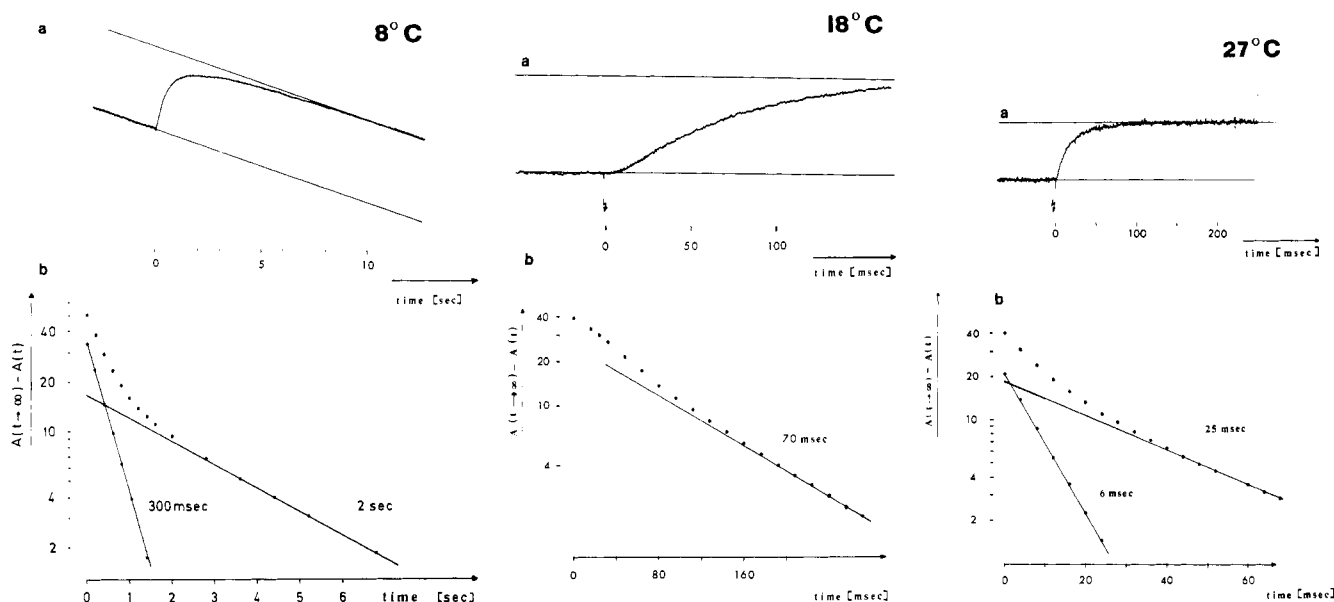 a
8°C
0 5 10
time [sec]
b
A(t→∞)−A(t)
40
20
10
4
2
300msec
2 sec
0 1 2 3 4 5 6 time [sec]
18°C
a
0 50 100
time [msec]
b
A(t→∞)−A(t)
40
20
10
4
70 msec
0 80 160
time [msec]
27°C
a
0 100 200
time [msec]
b
A(t→∞)−A(t)
40
20
10
4
2
25 msec
6 msec
0 20 40 60
time [msec]